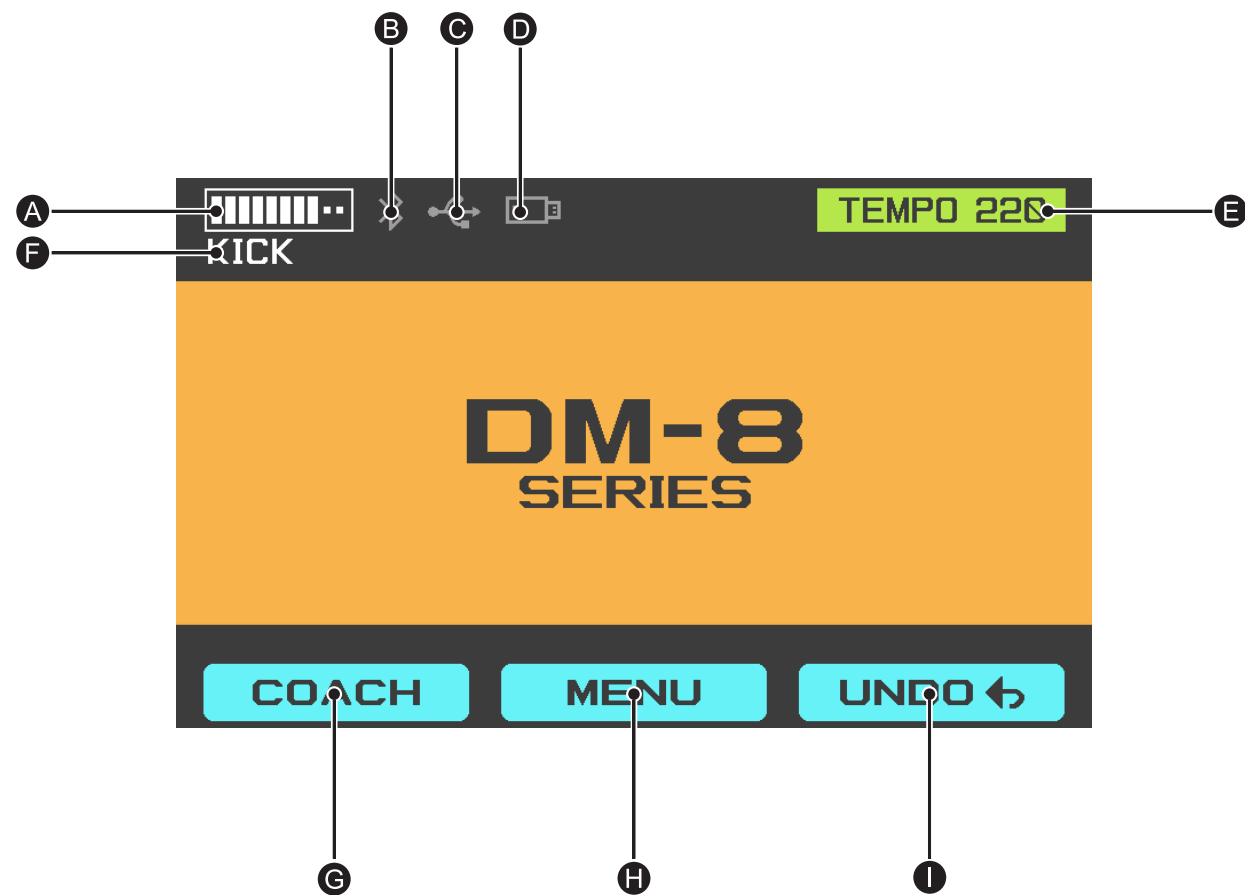 B C D
A TEMPO 220 E
F KICK
DM-8
SERIES
COACH MENU UNDO
G H I